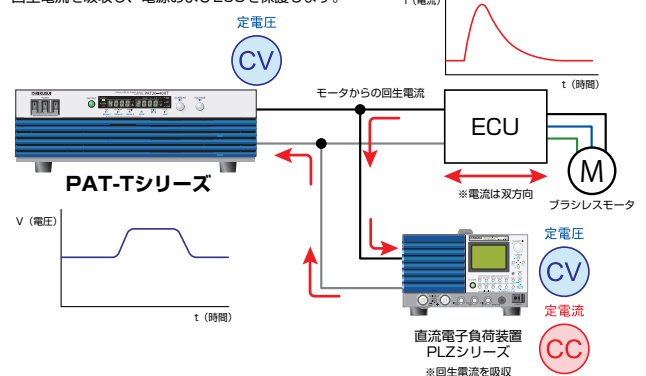 回生電流を吸収し、電源およびECUを保護します。
I（電流）
定電圧
CV
t（時間）
モータからの回生電流
KIKUSUI
ECU
PAT-Tシリーズ
※電流は双方向
M
ブラシレスモータ
V（電圧）
定電圧
CV
t（時間）
定電流
直流電子負荷装置
PLZシリーズ
CC
※回生電流を吸収